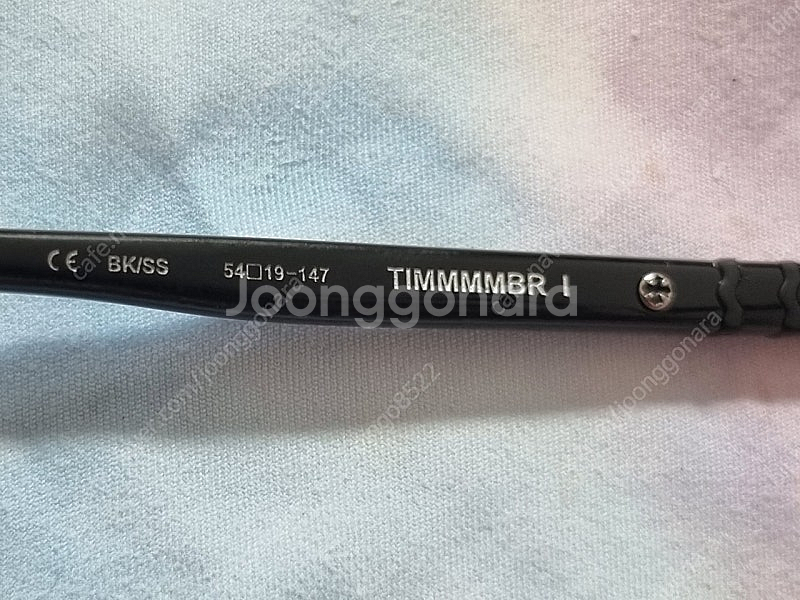 CE BK/SS 54□19-147 TIMMMMBR I
Joonggonara